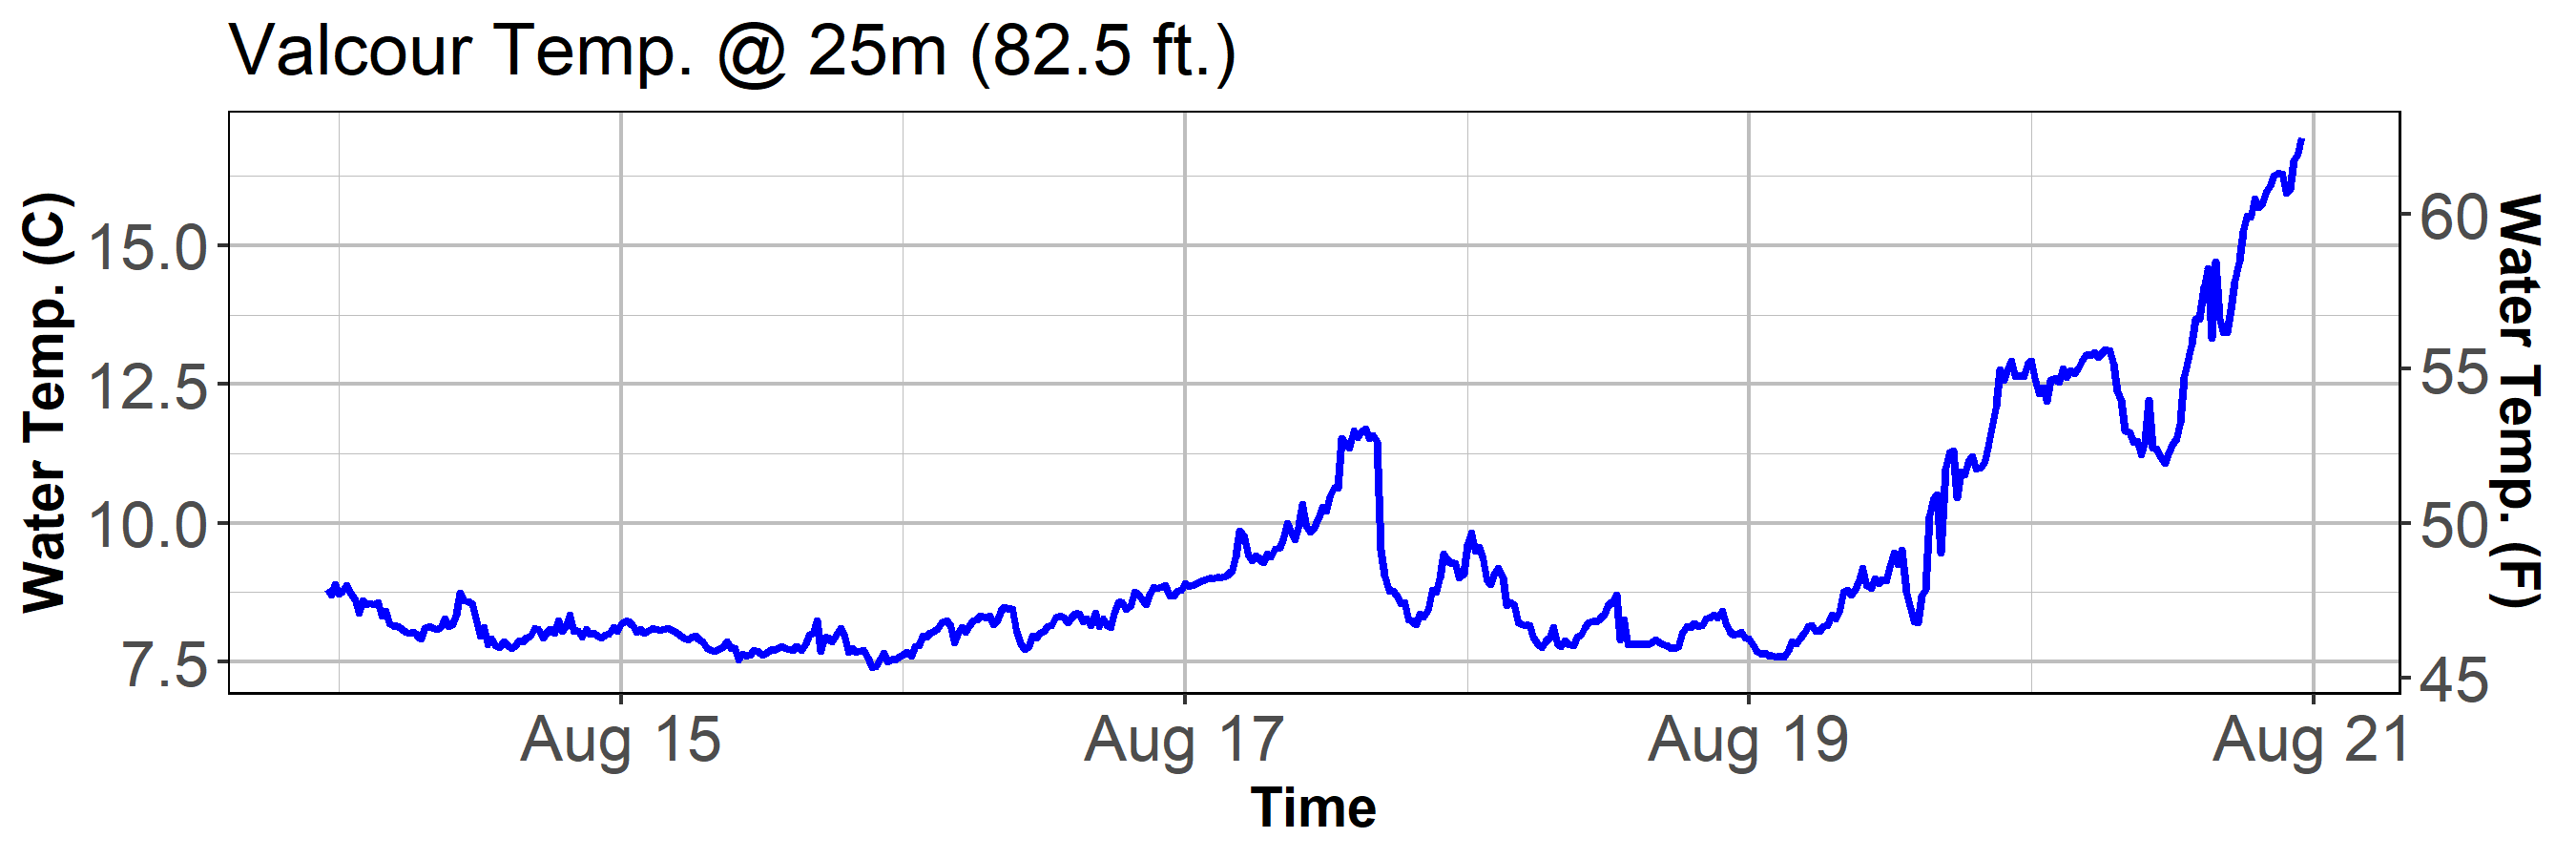 Valcour Temp. @ 25m (82.5 ft.)
Water Temp. (C)
15.0
12.5
10.0
7.5
60
55
50
45
Water Temp. (F)
Aug 15
Aug 17
Aug 19
Aug 21
Time